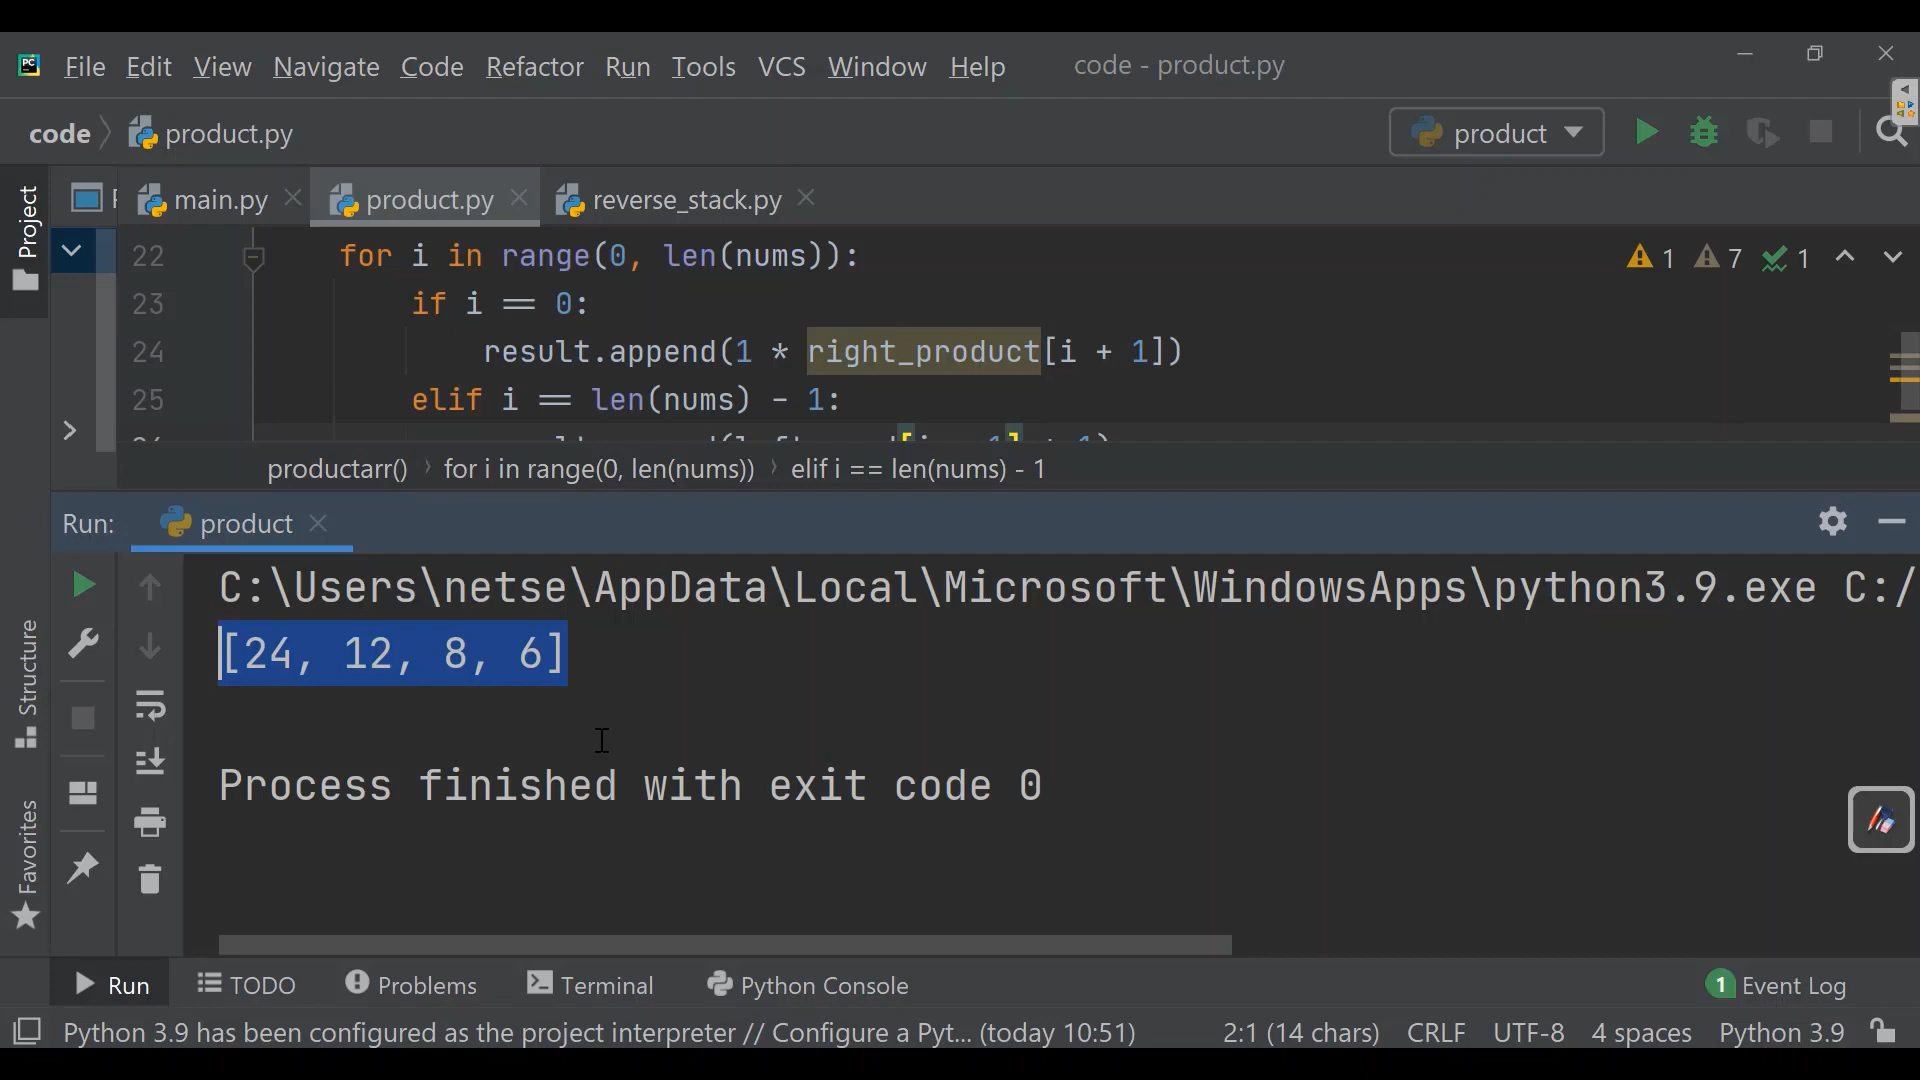 PC File Edit View Navigate Code Refactor Run Tools VCS Window Help code - product.py
code product.py product
main.py product.py reverse_stack.py
Project
22 for i in range(0, len(nums)): 1 7 1
23 if i == 0:
24 result.append(1 * right_product[i + 1])
25 elif i == len(nums) - 1:
productarr() for i in range(0, len(nums)) elif i == len(nums) - 1
Run: product
C:\Users\netse\AppData\Local\Microsoft\WindowsApps\python3.9.exe C:/
[24, 12, 8, 6]
Structure
Process finished with exit code 0
Favorites
Run TODO Problems Terminal Python Console 1 Event Log
Python 3.9 has been configured as the project interpreter // Configure a Pyt... (today 10:51) 2:1 (14 chars) CRLF UTF-8 4 spaces Python 3.9